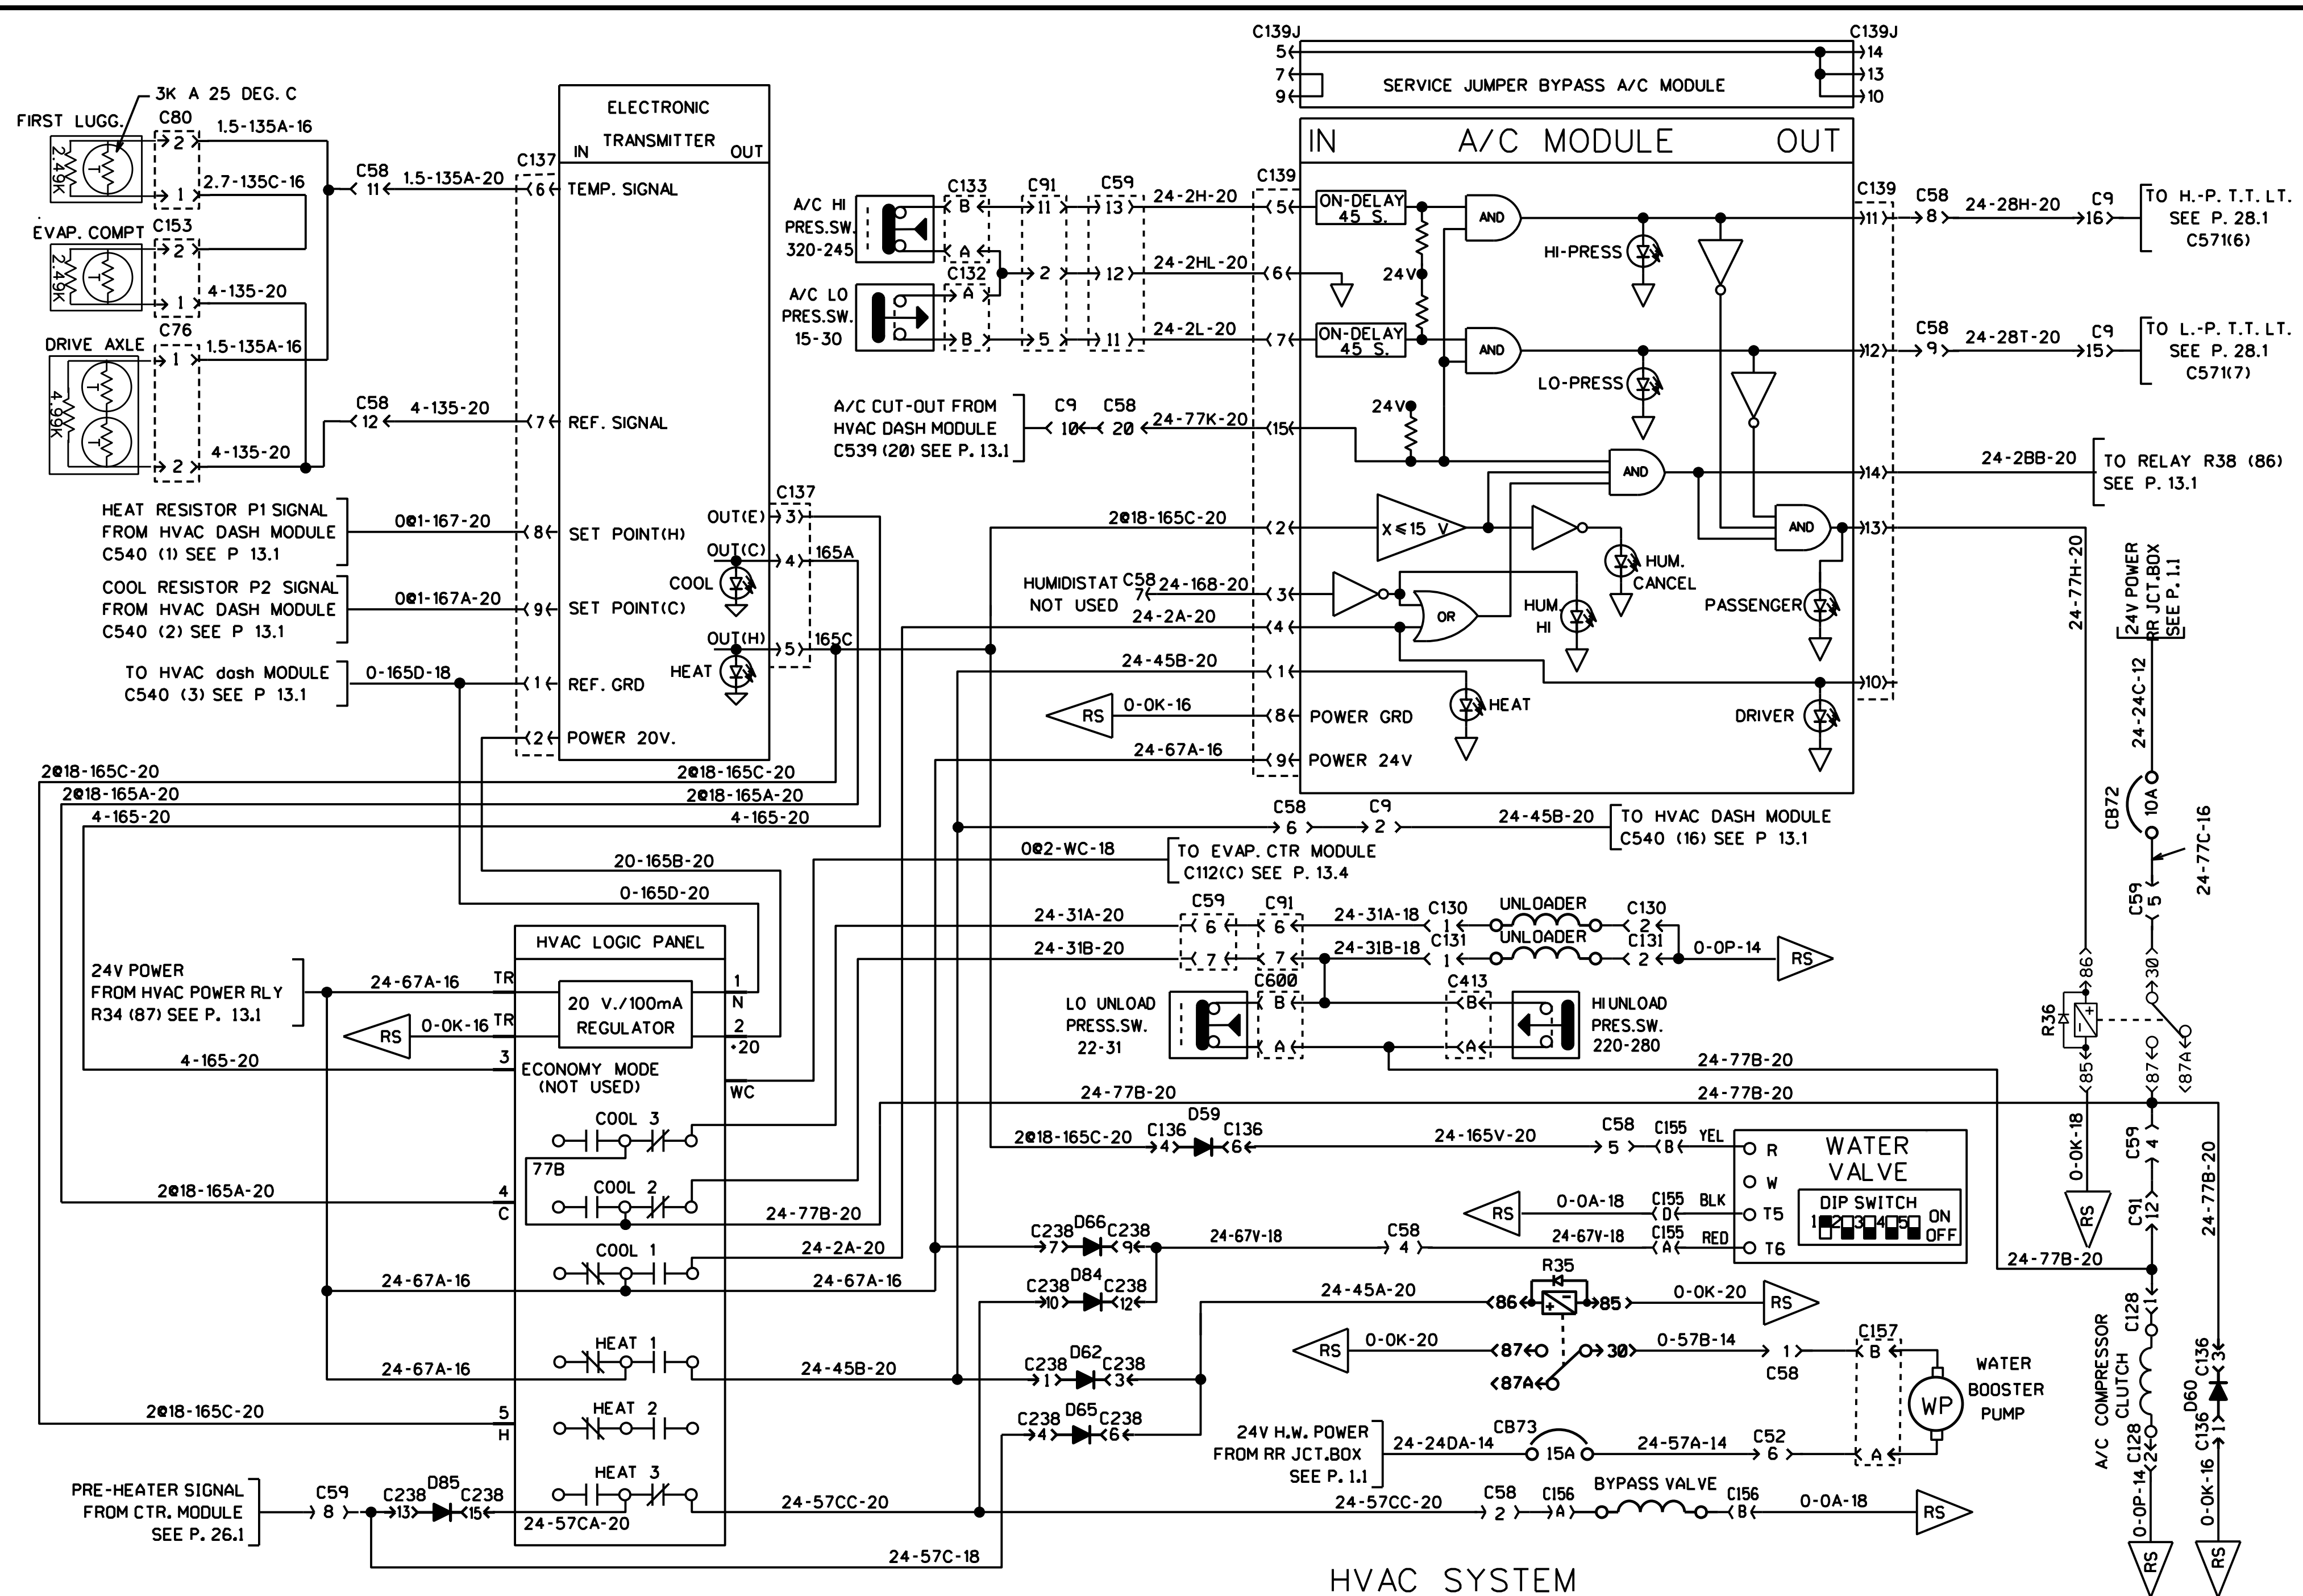 C139J
C139J
5
14
7
13
9
10
SERVICE JUMPER BYPASS A/C MODULE
3K A 25 DEG. C
FIRST LUGG.
C80
2
1.5-135A-16
2.49K
T
1
2.7-135C-16
EVAP. COMPT
C153
2
2.49K
T
1
4-135-20
DRIVE AXLE
C76
1
1.5-135A-16
4.99K
T
T
2
4-135-20
C58
11
1.5-135A-20
C58
12
4-135-20
ELECTRONIC
TRANSMITTER
IN
OUT
C137
6
TEMP. SIGNAL
7
REF. SIGNAL
8
SET POINT(H)
9
SET POINT(C)
1
REF. GRD
2
POWER 20V.
C137
OUT(E)
3
OUT(C)
4
165A
COOL
OUT(H)
5
165C
HEAT
HEAT RESISTOR P1 SIGNAL
FROM HVAC DASH MODULE
C540 (1) SEE P 13.1
0@1-167-20
COOL RESISTOR P2 SIGNAL
FROM HVAC DASH MODULE
C540 (2) SEE P 13.1
0@1-167A-20
TO HVAC dash MODULE
C540 (3) SEE P 13.1
0-165D-18
2@18-165C-20
2@18-165C-20
2@18-165A-20
2@18-165A-20
4-165-20
4-165-20
20-165B-20
0-165D-20
A/C HI
PRES.SW.
320-245
C133
B
A
C91
11
C59
13
24-2H-20
C132
2
12
24-2HL-20
A/C LO
PRES.SW.
15-30
A
B
5
11
24-2L-20
A/C CUT-OUT FROM
HVAC DASH MODULE
C539 (20) SEE P. 13.1
C9
10
C58
20
24-77K-20
2@18-165C-20
HUMIDISTAT
NOT USED
C58
7
24-168-20
24-2A-20
24-45B-20
RS
0-0K-16
24-67A-16
IN
A/C MODULE
OUT
C139
5
6
7
15
2
3
4
1
8
9
ON-DELAY
45 S.
ON-DELAY
45 S.
24V
24V
AND
AND
AND
AND
OR
HI-PRESS
LO-PRESS
X ≤ 15 V
HUM.
CANCEL
HUM.
HI
PASSENGER
HEAT
DRIVER
POWER GRD
POWER 24V
C139
11
12
14
13
10
C58
8
24-28H-20
C9
16
TO H.-P. T.T. LT.
SEE P. 28.1
C571(6)
C58
9
24-28T-20
C9
15
TO L.-P. T.T. LT.
SEE P. 28.1
C571(7)
24-2BB-20
TO RELAY R38 (86)
SEE P. 13.1
24-77H-20
24V POWER
RR JCT.BOX
SEE P. 1.1
24-24C-12
CB72
10A
24-77C-16
C59
5
C58
6
C9
2
24-45B-20
TO HVAC DASH MODULE
C540 (16) SEE P 13.1
0@2-WC-18
TO EVAP. CTR MODULE
C112(C) SEE P. 13.4
24-31A-20
C59
6
C91
6
24-31A-18
C130
1
UNLOADER
C130
2
24-31B-20
7
7
24-31B-18
C131
1
UNLOADER
C131
2
0-0P-14
RS
LO UNLOAD
PRESS.SW.
22-31
C600
B
A
C413
B
A
HI UNLOAD
PRES.SW.
220-280
86
30
R36
+
-
85
87
87A
24-77B-20
24-77B-20
24-77B-20
0-0K-18
RS
C59
4
C91
12
24-77B-20
24-77B-20
HVAC LOGIC PANEL
24V POWER
FROM HVAC POWER RLY
R34 (87) SEE P. 13.1
24-67A-16
TR
20 V./100mA
REGULATOR
1
N
RS
0-0K-16
TR
2
+20
4-165-20
3
ECONOMY MODE
(NOT USED)
WC
COOL 3
77B
2@18-165A-20
4
C
COOL 2
24-77B-20
COOL 1
24-2A-20
24-67A-16
24-67A-16
HEAT 1
24-67A-16
24-45B-20
2@18-165C-20
5
H
HEAT 2
HEAT 3
24-57CC-20
24-57CA-20
PRE-HEATER SIGNAL
FROM CTR. MODULE
SEE P. 26.1
C59
8
C238
13
D85
C238
15
24-57C-18
2@18-165C-20
C136
4
D59
C136
6
24-165V-20
C58
5
C155
B
YEL
R
WATER
VALVE
W
RS
0-0A-18
C155
D
BLK
T5
DIP SWITCH
1
2
3
4
5
ON
OFF
C238
7
D66
C238
9
24-67V-18
C58
4
24-67V-18
C155
A
RED
T6
C238
10
D84
C238
12
24-45A-20
86
R35
+
-
85
0-0K-20
RS
RS
0-0K-20
87
30
0-57B-14
1
C58
C157
B
87A
C238
1
D62
C238
3
C238
4
D65
C238
6
24V H.W. POWER
FROM RR JCT.BOX
SEE P. 1.1
24-24DA-14
CB73
15A
24-57A-14
C52
6
A
WP
WATER
BOOSTER
PUMP
24-57CC-20
C58
2
C156
A
BYPASS VALVE
C156
B
0-0A-18
RS
C128
1
A/C COMPRESSOR
CLUTCH
C128
2
0-0P-14
RS
C136
3
D60
C136
1
0-0K-16
RS
HVAC SYSTEM